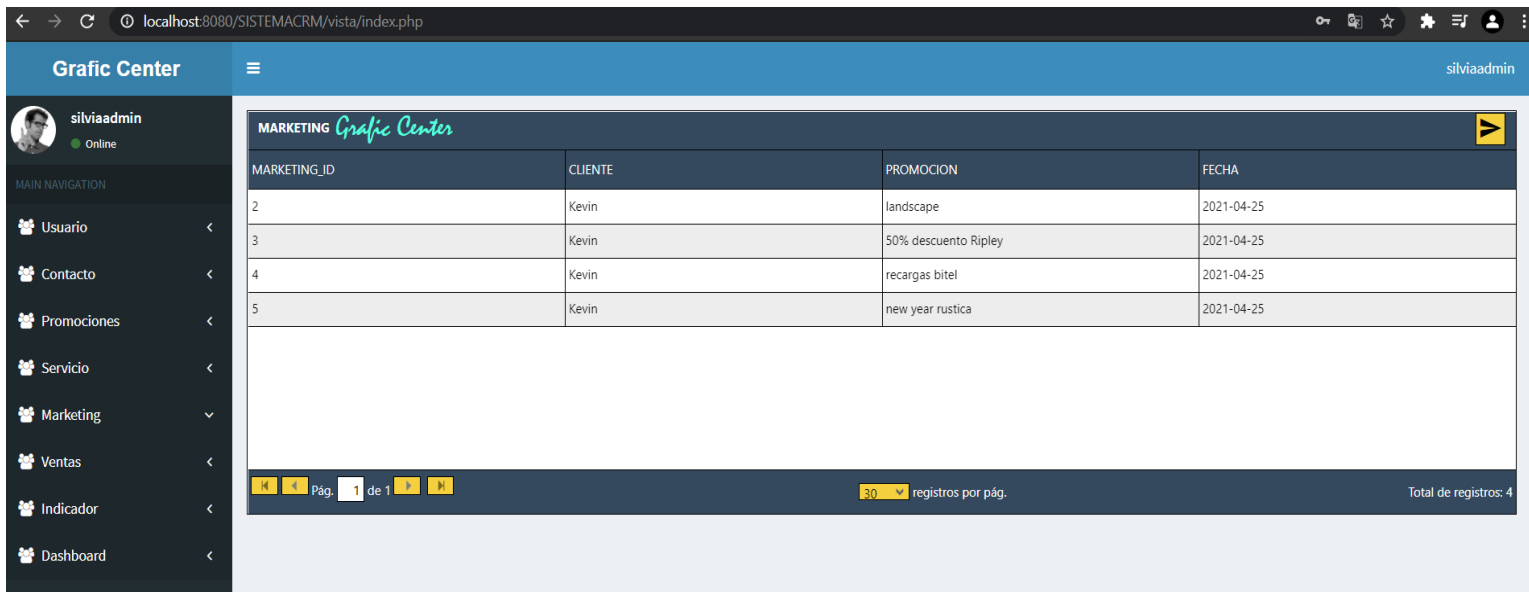 localhost:8080/SISTEMACRM/vista/index.php
Grafic Center
silviaadmin
silviaadmin
Online
MAIN NAVIGATION
Usuario
Contacto
Promociones
Servicio
Marketing
Ventas
Indicador
Dashboard
MARKETING Grafic Center
MARKETING_ID CLIENTE PROMOCION FECHA
2 Kevin landscape 2021-04-25
3 Kevin 50% descuento Ripley 2021-04-25
4 Kevin recargas bitel 2021-04-25
5 Kevin new year rustica 2021-04-25
Pág. 1 de 1 30 registros por pág. Total de registros: 4